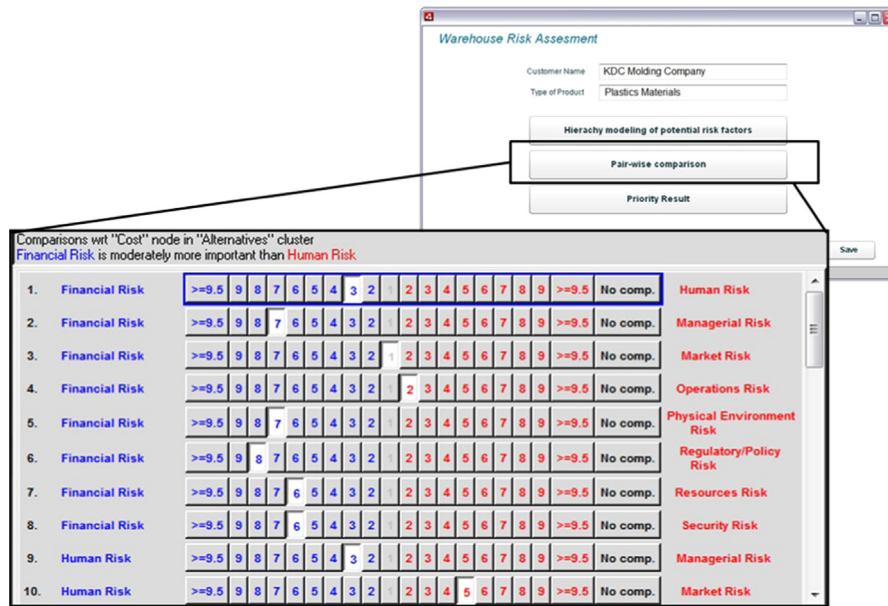 Warehouse Risk Assesment
Customer Name KDC Molding Company
Type of Product Plastics Materials
Hierachy modeling of potential risk factors
Pair-wise comparison
Priority Result
Save
Comparisons wrt "Cost" node in "Alternatives" cluster
Financial Risk is moderately more important than Human Risk
1. Financial Risk >=9.5 9 8 7 6 5 4 3 2 1 2 3 4 5 6 7 8 9 >=9.5 No comp. Human Risk
2. Financial Risk >=9.5 9 8 7 6 5 4 3 2 1 2 3 4 5 6 7 8 9 >=9.5 No comp. Managerial Risk
3. Financial Risk >=9.5 9 8 7 6 5 4 3 2 1 2 3 4 5 6 7 8 9 >=9.5 No comp. Market Risk
4. Financial Risk >=9.5 9 8 7 6 5 4 3 2 1 2 3 4 5 6 7 8 9 >=9.5 No comp. Operations Risk
5. Financial Risk >=9.5 9 8 7 6 5 4 3 2 1 2 3 4 5 6 7 8 9 >=9.5 No comp. Physical Environment
Risk
6. Financial Risk >=9.5 9 8 7 6 5 4 3 2 1 2 3 4 5 6 7 8 9 >=9.5 No comp. Regulatory/Policy
Risk
7. Financial Risk >=9.5 9 8 7 6 5 4 3 2 1 2 3 4 5 6 7 8 9 >=9.5 No comp. Resources Risk
8. Financial Risk >=9.5 9 8 7 6 5 4 3 2 1 2 3 4 5 6 7 8 9 >=9.5 No comp. Security Risk
9. Human Risk >=9.5 9 8 7 6 5 4 3 2 1 2 3 4 5 6 7 8 9 >=9.5 No comp. Managerial Risk
10. Human Risk >=9.5 9 8 7 6 5 4 3 2 1 2 3 4 5 6 7 8 9 >=9.5 No comp. Market Risk